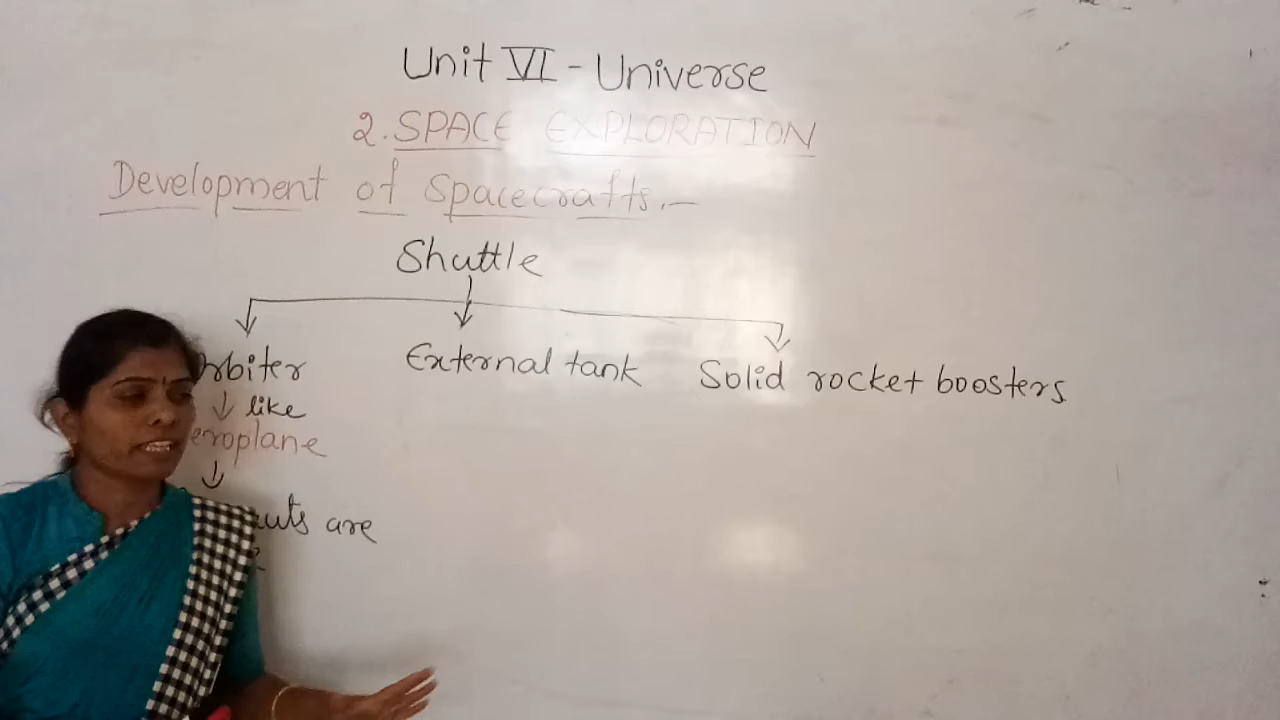 Unit VI - Universe
2. SPACE EXPLORATION
Development of Spacecrafts.-
Shuttle
rbiter External tank Solid rocket boosters
↓ like
eroplane
↓
uts are